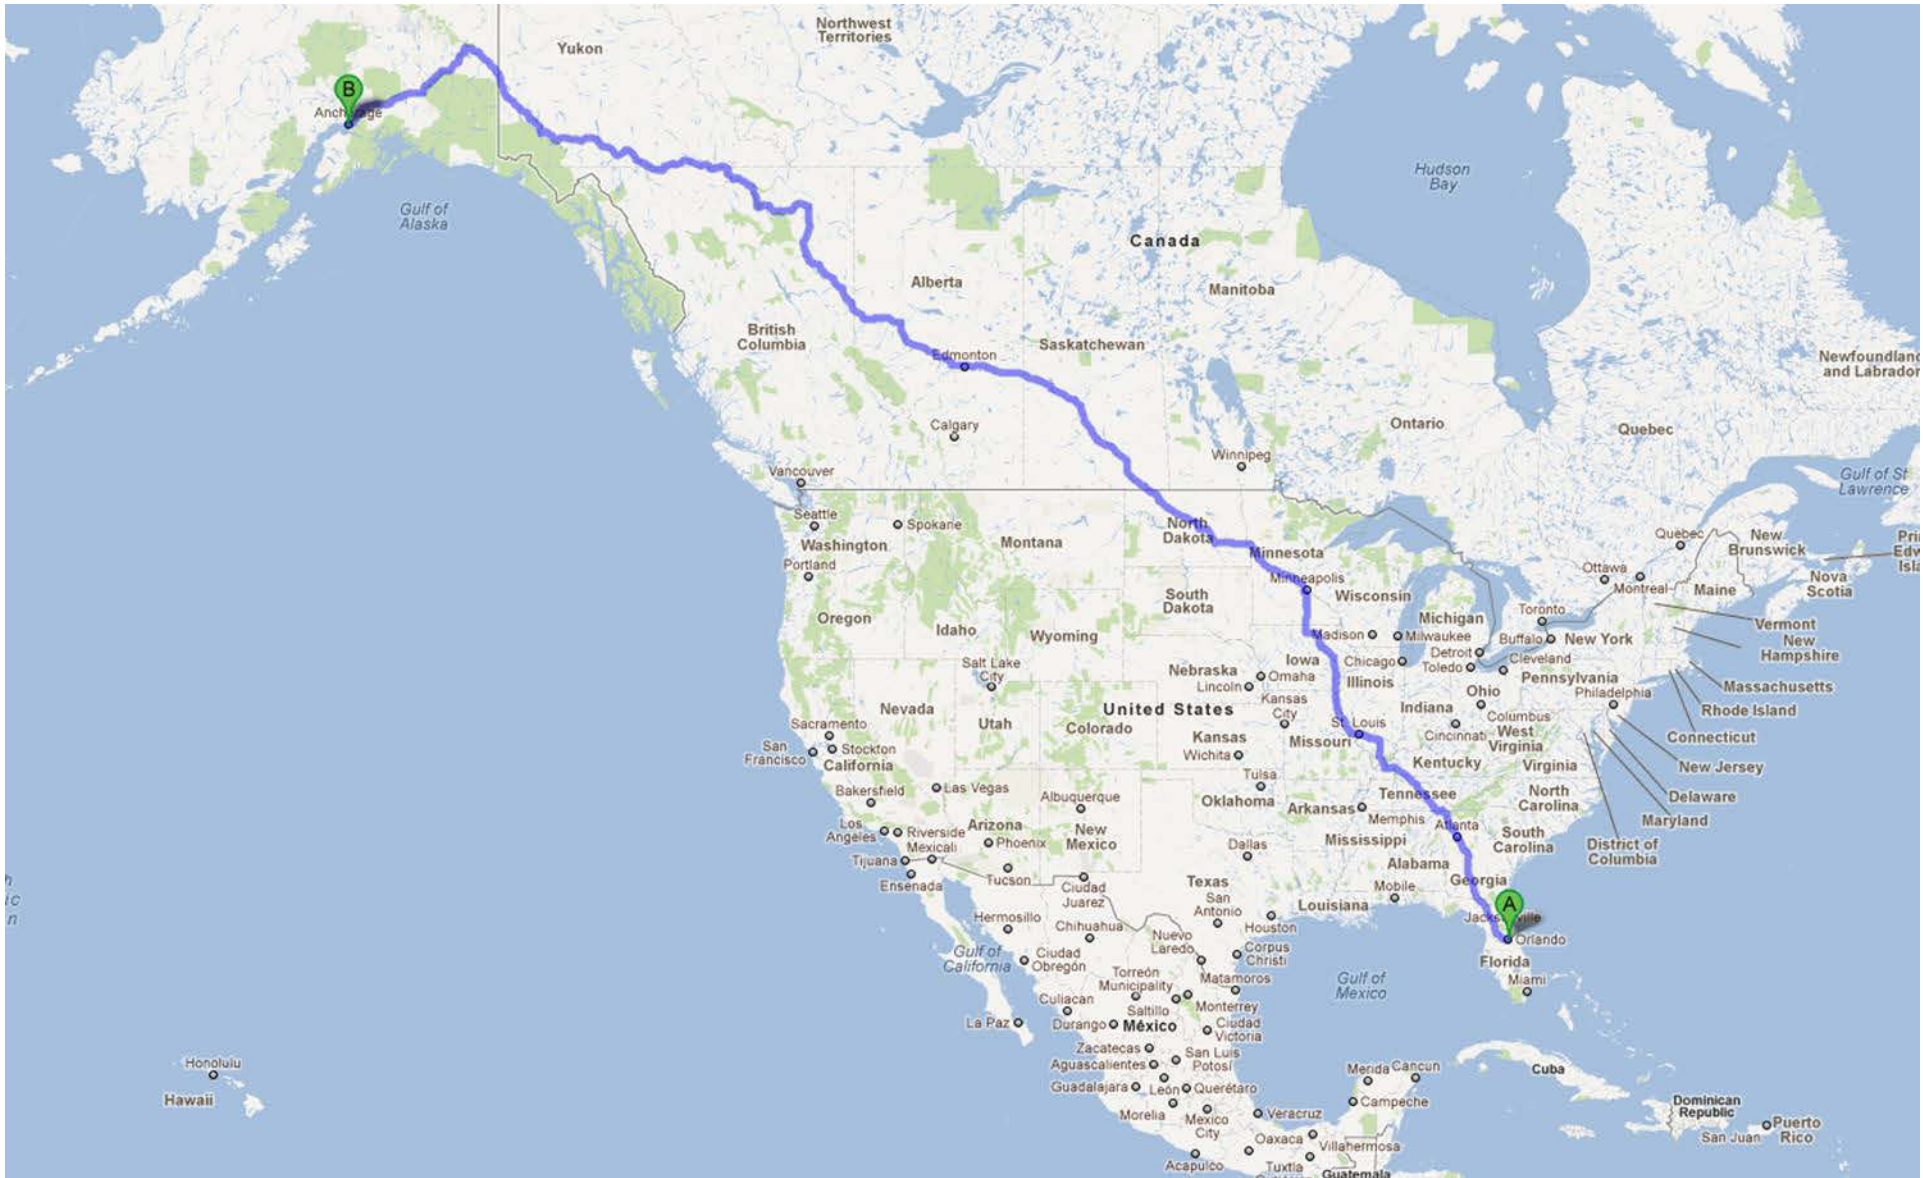 Northwest
Territories
Yukon
B
Anchorage
Hudson
Bay
Gulf of
Alaska
Canada
Alberta
Manitoba
British
Columbia
Saskatchewan
Edmonton
Newfoundland
and Labrador
Calgary
Ontario
Quebec
Winnipeg
Vancouver
Gulf of St
Lawrence
Seattle
Spokane
Washington
North
Dakota
Montana
Minnesota
Quebec
New
Brunswick
Portland
Minneapolis
Ottawa
Montreal
Maine
Nova
Scotia
South
Dakota
Wisconsin
Oregon
Idaho
Wyoming
Michigan
Toronto
Vermont
Madison
Milwaukee
Buffalo
New York
New
Hampshire
Detroit
Toledo
Cleveland
Salt Lake
City
Nebraska
Iowa
Chicago
Omaha
Lincoln
Illinois
Pennsylvania
Philadelphia
Massachusetts
Ohio
Nevada
Utah
Colorado
United States
Kansas
City
Indiana
Rhode Island
Columbus
Sacramento
St. Louis
Cincinnati
West
Virginia
Connecticut
Kansas
Missouri
San
Francisco
Stockton
California
Wichita
Kentucky
Virginia
New Jersey
Tulsa
Bakersfield
Las Vegas
Albuquerque
Oklahoma
Arkansas
Tennessee
North
Carolina
Delaware
Maryland
Memphis
Los
Angeles
Riverside
Arizona
New
Mexico
Mississippi
Atlanta
South
Carolina
District of
Columbia
Mexicali
Phoenix
Dallas
Tijuana
Alabama
Ensenada
Tucson
Ciudad
Juarez
Texas
Mobile
Georgia
San
Antonio
Louisiana
A
Hermosillo
Chihuahua
Houston
Jacksonville
Nuevo
Laredo
Orlando
Gulf of
California
Ciudad
Obregón
Corpus
Christi
Florida
Torreón
Municipality
Matamoros
Gulf of
Mexico
Miami
Culiacan
Saltillo
Monterrey
La Paz
Durango
México
Ciudad
Victoria
Zacatecas
San Luis
Potosí
Aguascalientes
Honolulu
Merida
Cancun
Cuba
Guadalajara
León
Querétaro
Hawaii
Campeche
Dominican
Republic
Morelia
Mexico
City
Veracruz
Puerto
Rico
San Juan
Oaxaca
Villahermosa
Acapulco
Tuxtla
Guatemala